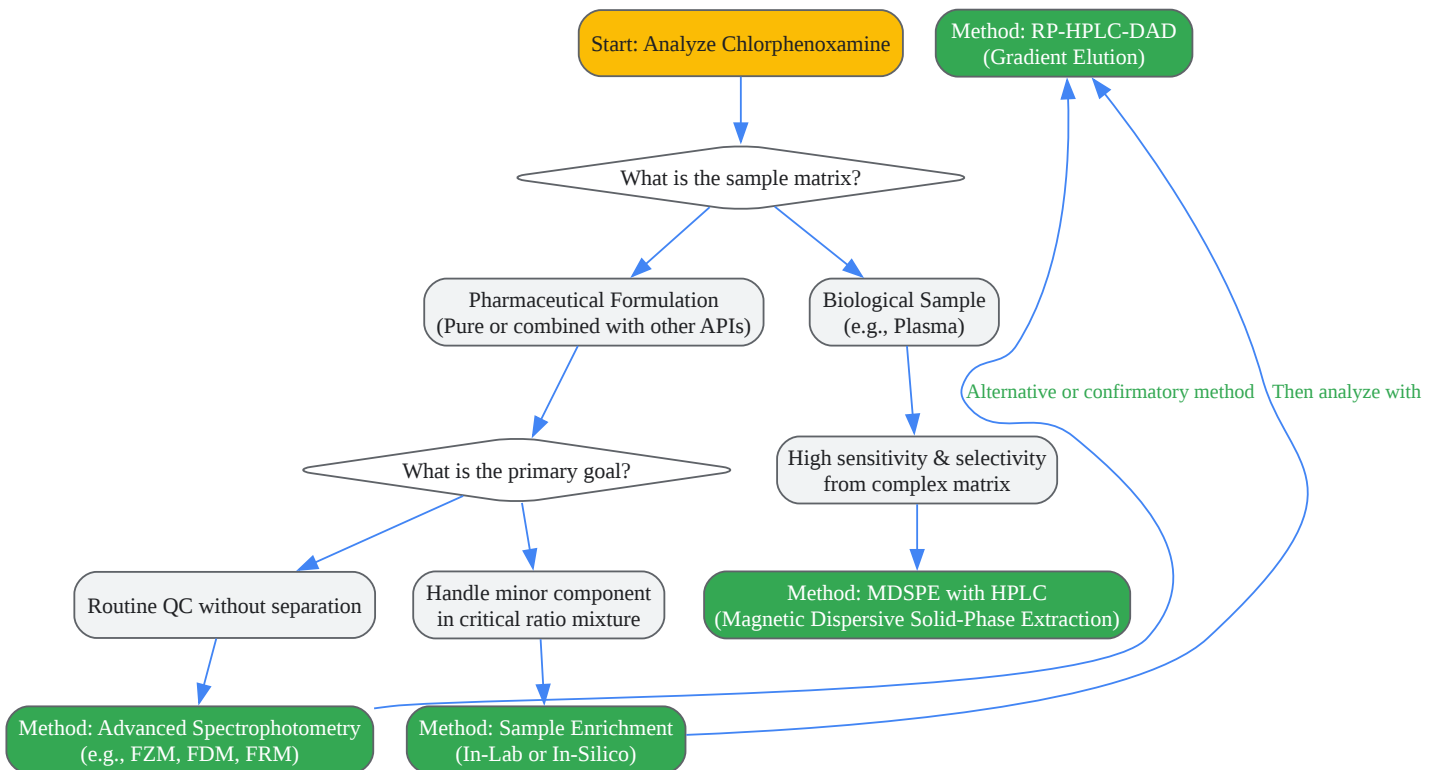 Start: Analyze Chlorphenoxamine
Method: RP-HPLC-DAD
(Gradient Elution)
What is the sample matrix?
Pharmaceutical Formulation
(Pure or combined with other APIs)
Biological Sample
(e.g., Plasma)
Alternative or confirmatory method
Then analyze with
What is the primary goal?
High sensitivity & selectivity
from complex matrix
Routine QC without separation
Handle minor component
in critical ratio mixture
Method: MDSPE with HPLC
(Magnetic Dispersive Solid-Phase Extraction)
Method: Advanced Spectrophotometry
(e.g., FZM, FDM, FRM)
Method: Sample Enrichment
(In-Lab or In-Silico)